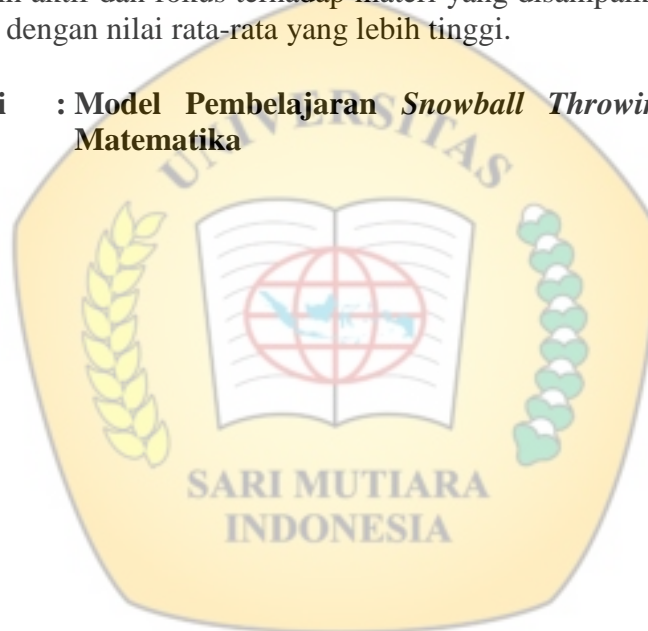 aktif dan fokus terhadap materi yang disampaik
dengan nilai rata-rata yang lebih tinggi.
i : Model Pembelajaran Snowball Throwi
Matematika
UNIVERSITAS
SARI MUTIARA
INDONESIA